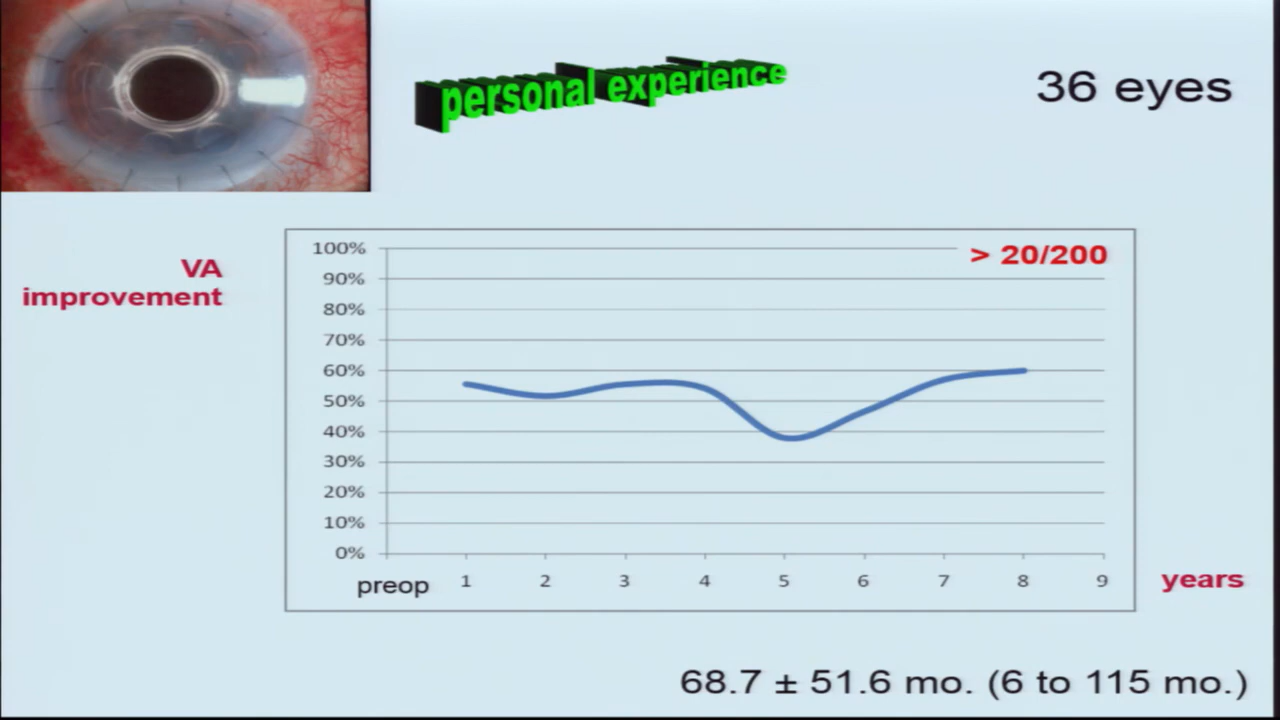 personal experience
36 eyes
VA
improvement
> 20/200
100%
90%
80%
70%
60%
50%
40%
30%
20%
10%
0%
preop 1 2 3 4 5 6 7 8 9
years
68.7 ± 51.6 mo. (6 to 115 mo.)